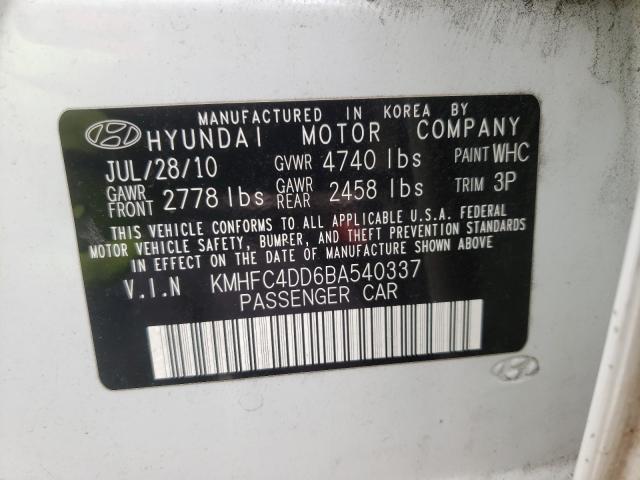 MANUFACTURED IN KOREA BY
HYUNDAI MOTOR COMPANY
JUL/28/10 GVWR 4740 lbs PAINT WHC
GAWR FRONT 2778 lbs GAWR REAR 2458 lbs TRIM 3P
THIS VEHICLE CONFORMS TO ALL APPLICABLE U.S.A. FEDERAL
MOTOR VEHICLE SAFETY, BUMPER, AND THEFT PREVENTION STANDARDS
IN EFFECT ON THE DATE OF MANUFACTURE SHOWN ABOVE.
V.I.N KMHFC4DD6BA540337
PASSENGER CAR